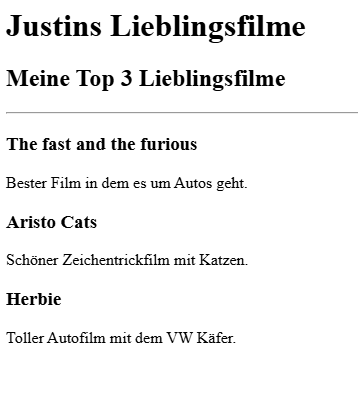 Justins Lieblingsfilme
Meine Top 3 Lieblingsfilme
The fast and the furious
Bester Film in dem es um Autos geht.
Aristo Cats
Schöner Zeichentrickfilm mit Katzen.
Herbie
Toller Autofilm mit dem VW Käfer.